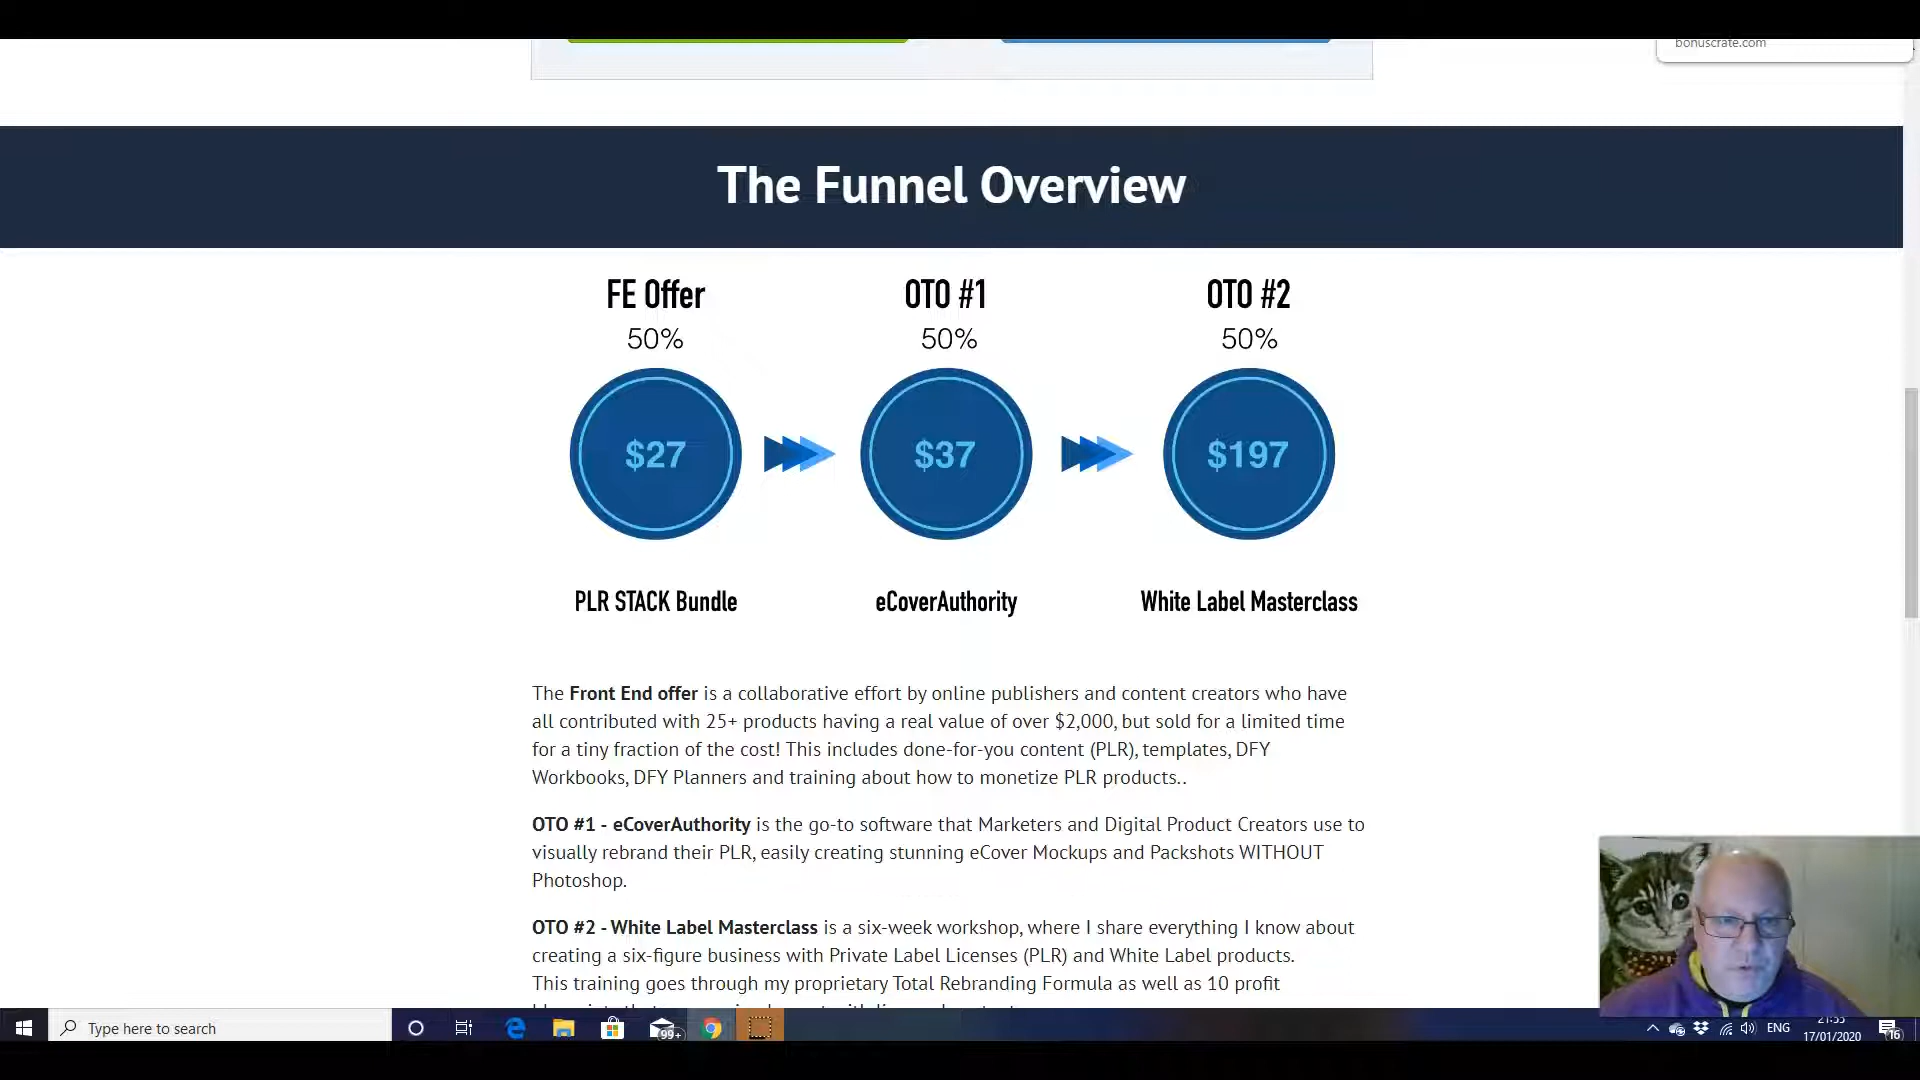 bonuscrate.com
The Funnel Overview
FE Offer OTO #1 OTO #2
50% 50% 50%
$27 $37 $197
PLR STACK Bundle eCoverAuthority White Label Masterclass
The Front End offer is a collaborative effort by online publishers and content creators who have
all contributed with 25+ products having a real value of over $2,000, but sold for a limited time
for a tiny fraction of the cost! This includes done-for-you content (PLR), templates, DFY
Workbooks, DFY Planners and training about how to monetize PLR products..
OTO #1 - eCoverAuthority is the go-to software that Marketers and Digital Product Creators use to
visually rebrand their PLR, easily creating stunning eCover Mockups and Packshots WITHOUT
Photoshop.
OTO #2 - White Label Masterclass is a six-week workshop, where I share everything I know about
creating a six-figure business with Private Label Licenses (PLR) and White Label products.
This training goes through my proprietary Total Rebranding Formula as well as 10 profit
Type here to search
99+
ENG
21:55
17/01/2020
16